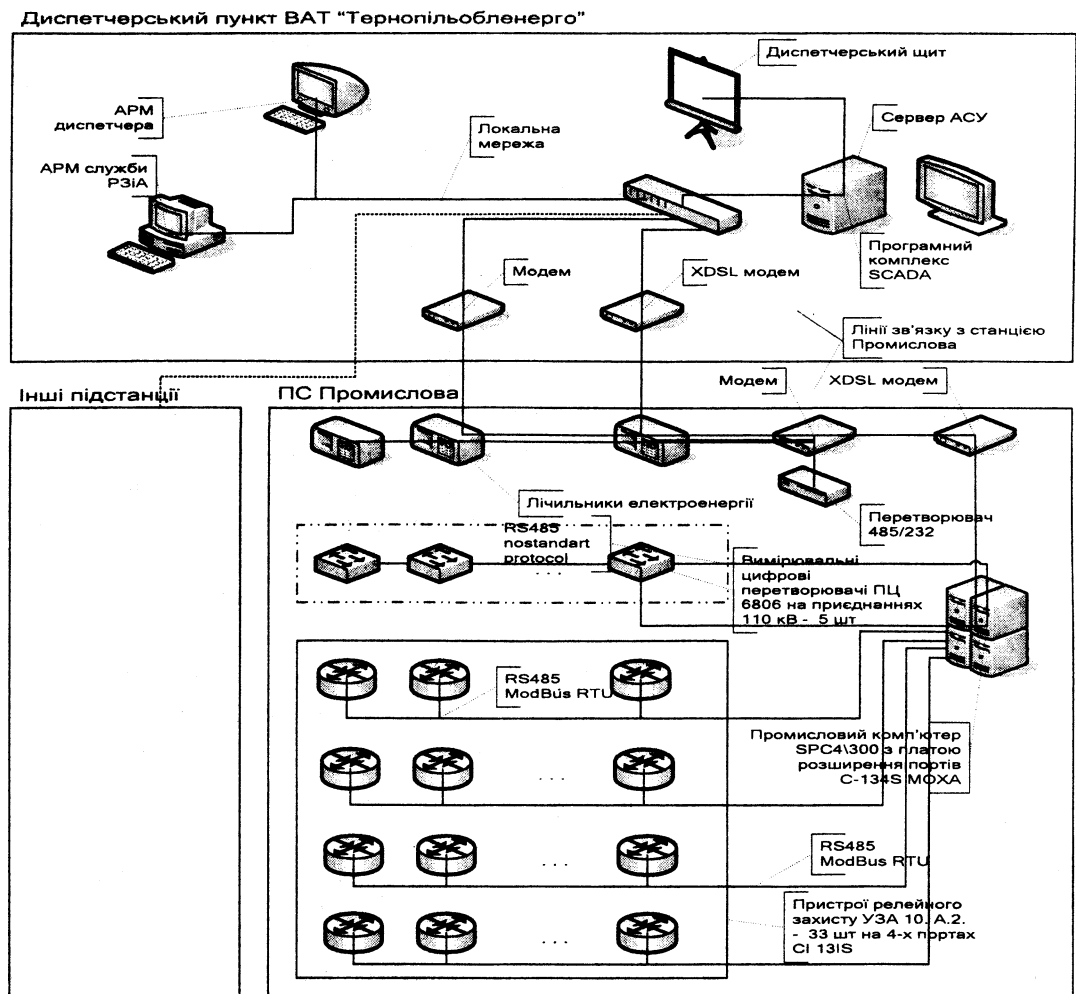 Диспетчерський пункт ВАТ “Тернопільобленерго”
Диспетчерський щит
АРМ
диспетчера
Локальна
мережа
Сервер АСУ
АРМ служби
РЗіА
Програмний
комплекс
SCADA
Модем
XDSL модем
Лінії зв'язку з станцією
Промислова
Модем
XDSL модем
Інші підстанції
ПС Промислова
Лічильники електроенергії
Перетворювач
485/232
RS485
nostandart
protocol
. . .
Вимірювальні
цифрові
перетворювачі ПЦ
6806 на приєднаннях
110 кВ - 5 шт
RS485
ModBus RTU
Промисловий комп'ютер
SPC4\300 з платою
розширення портів
C-134S MOXA
. . .
. . .
RS485
ModBus RTU
Пристрої релейного
захисту УЗА 10. А.2.
- 33 шт на 4-х портах
CI 13IS
. . .